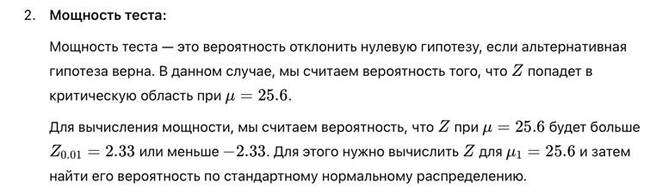 2. Мощность теста:
Мощность теста — это вероятность отклонить нулевую гипотезу, если альтернативная
гипотеза верна. В данном случае, мы считаем вероятность того, что Z попадет в
критическую область при μ = 25.6.
Для вычисления мощности, мы считаем вероятность, что Z при μ = 25.6 будет больше
Z₀.₀₁ = 2.33 или меньше −2.33. Для этого нужно вычислить Z для μ₁ = 25.6 и затем
найти его вероятность по стандартному нормальному распределению.